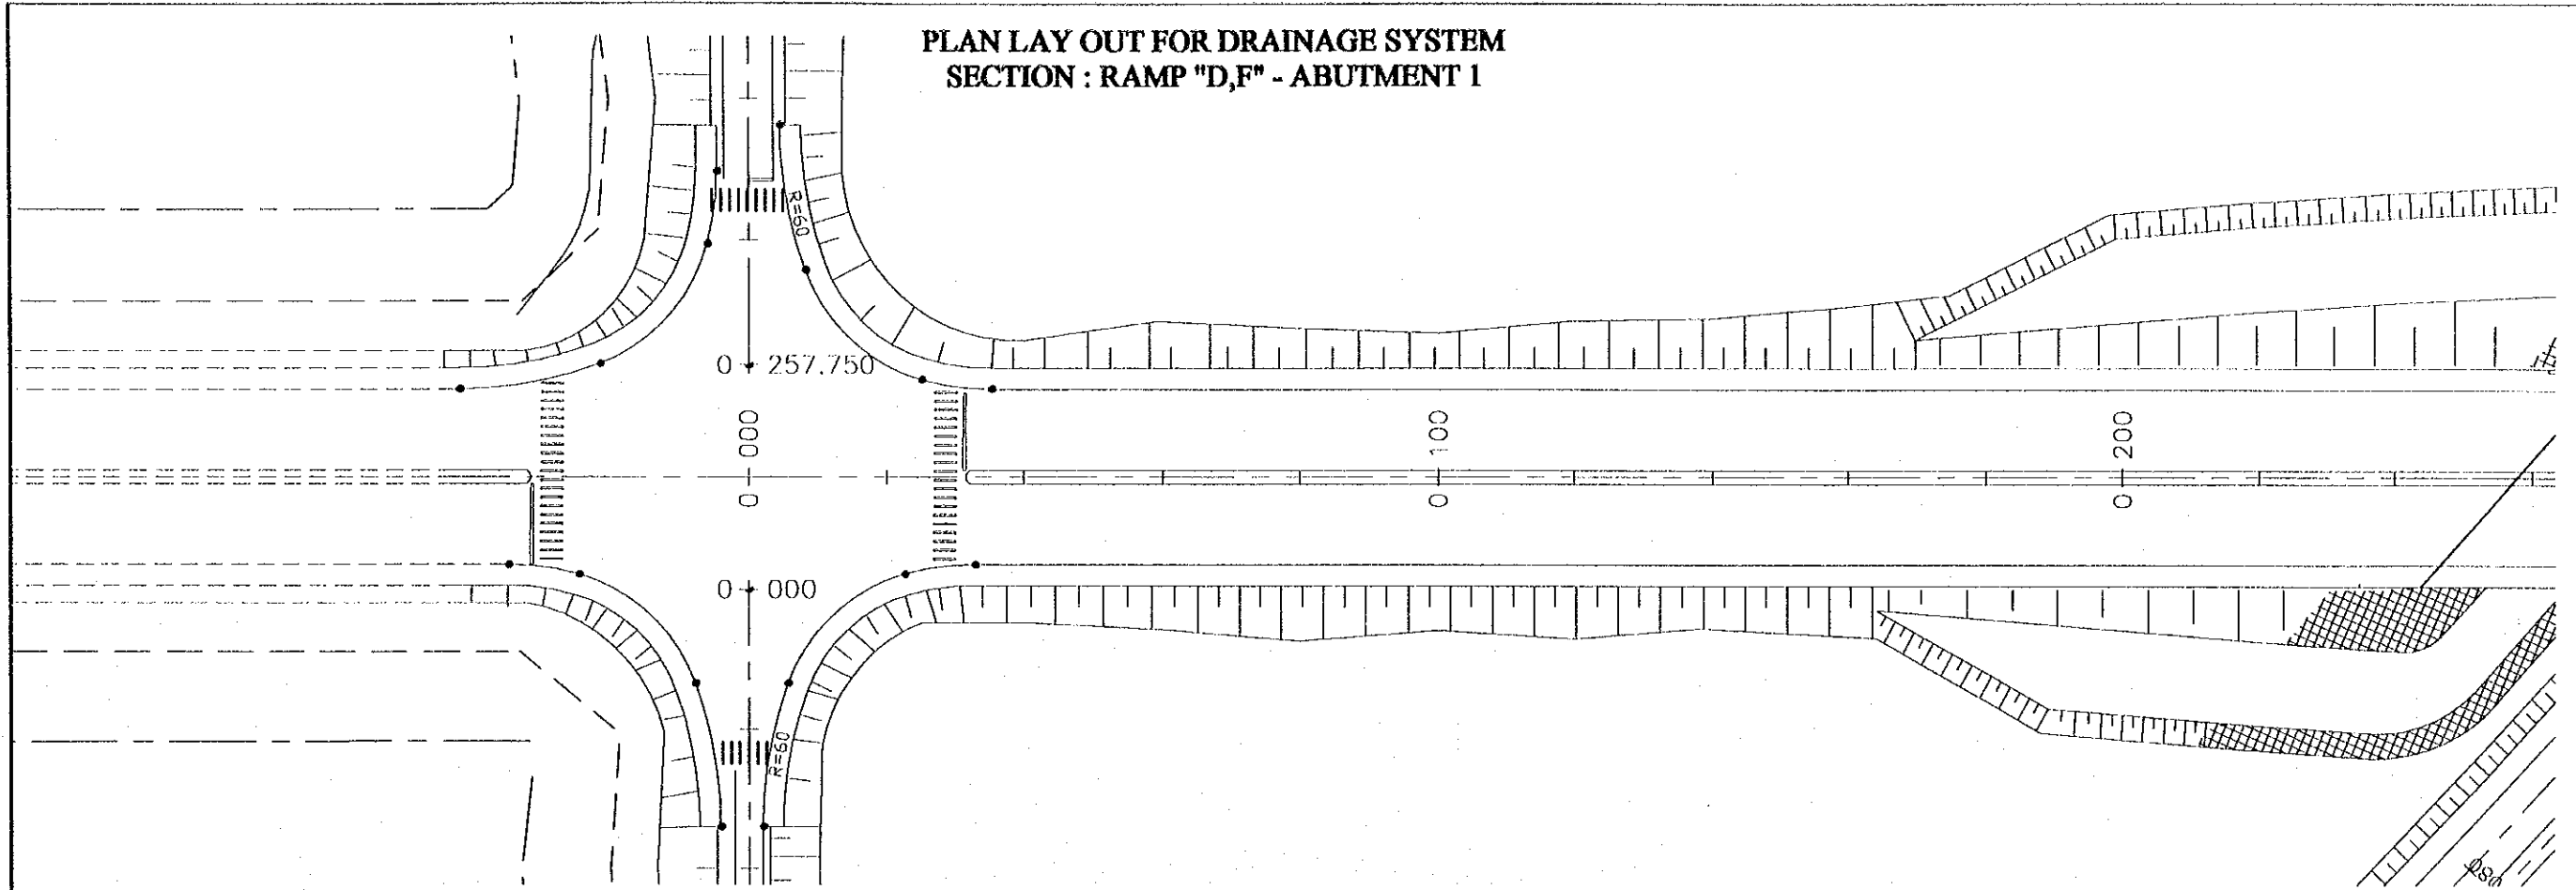 PLAN LAY OUT FOR DRAINAGE SYSTEM
SECTION : RAMP "D,F" - ABUTMENT 1
R=60
0 257.750
0 000
0 100
0 200
0 000
R=60